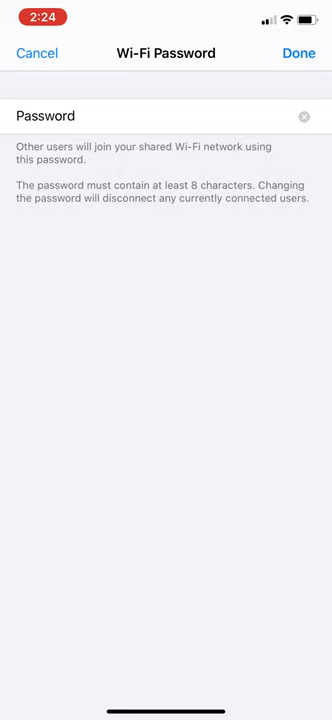 2:24
Cancel
Wi-Fi Password
Done
Password
Other users will join your shared Wi-Fi network using
this password.
The password must contain at least 8 characters. Changing
the password will disconnect any currently connected users.